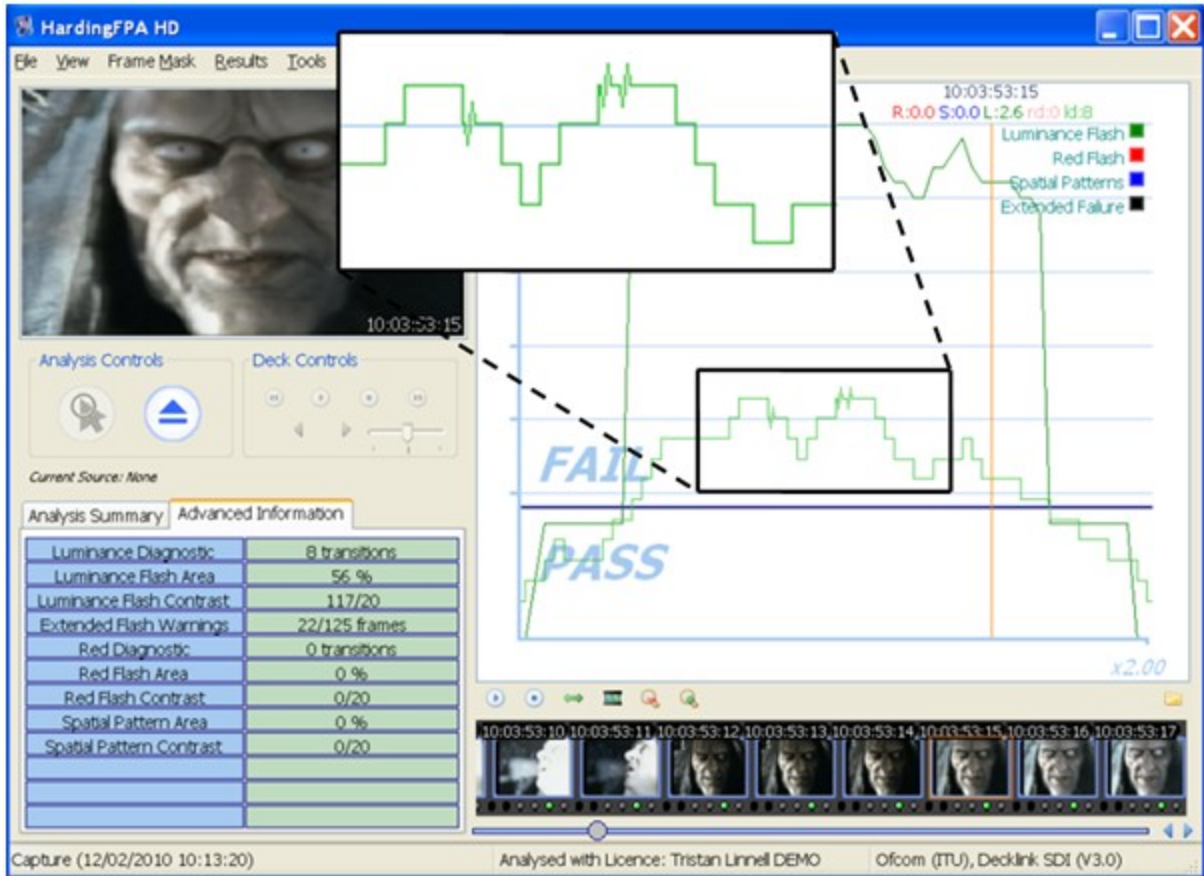 HardingFPA HD
File View Frame Mask Results Tools
10:03:53:15
R:0.0 S:0.0 L:2.6 rd:0 ld:8
Luminance Flash
Red Flash
Spatial Patterns
Extended Failure
10:03:53:15
Analysis Controls
Deck Controls
Current Source: None
FAIL
PASS
x2.00
Analysis Summary Advanced Information
Luminance Diagnostic 8 transitions
Luminance Flash Area 56 %
Luminance Flash Contrast 117/20
Extended Flash Warnings 22/125 frames
Red Diagnostic 0 transitions
Red Flash Area 0 %
Red Flash Contrast 0/20
Spatial Pattern Area 0 %
Spatial Pattern Contrast 0/20
10:03:53:10 10:03:53:11 10:03:53:12 10:03:53:13 10:03:53:14 10:03:53:15 10:03:53:16 10:03:53:17
Capture (12/02/2010 10:13:20) Analysed with Licence: Tristan Linnell DEMO Ofcom (ITU), Decklink SDI (V3.0)